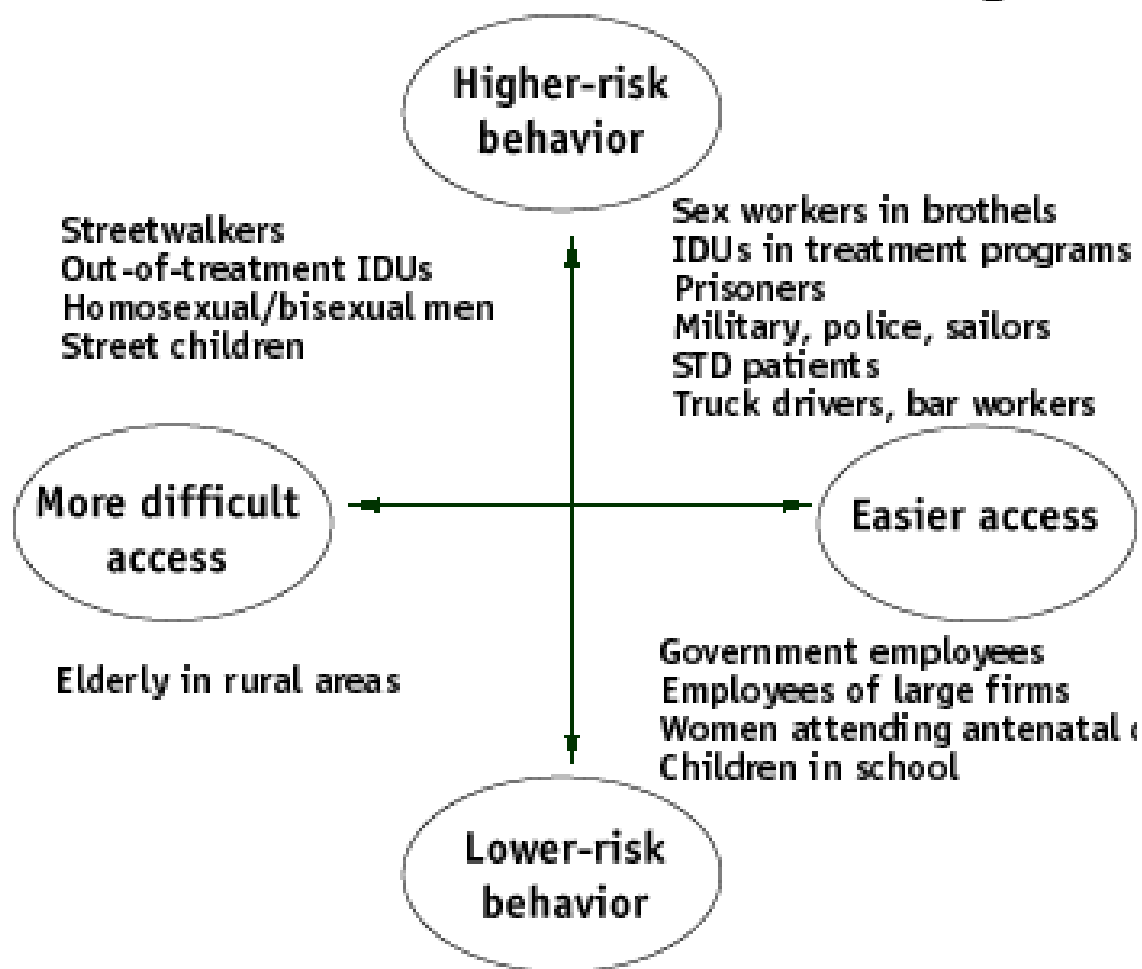 Higher-risk
behavior
Streetwalkers
Out-of-treatment IDUs
Homosexual/bisexual men
Street children
Sex workers in brothels
IDUs in treatment programs
Prisoners
Military, police, sailors
STD patients
Truck drivers, bar workers
More difficult
access
Easier access
Elderly in rural areas
Government employees
Employees of large firms
Women attending antenatal
Children in school
Lower-risk
behavior